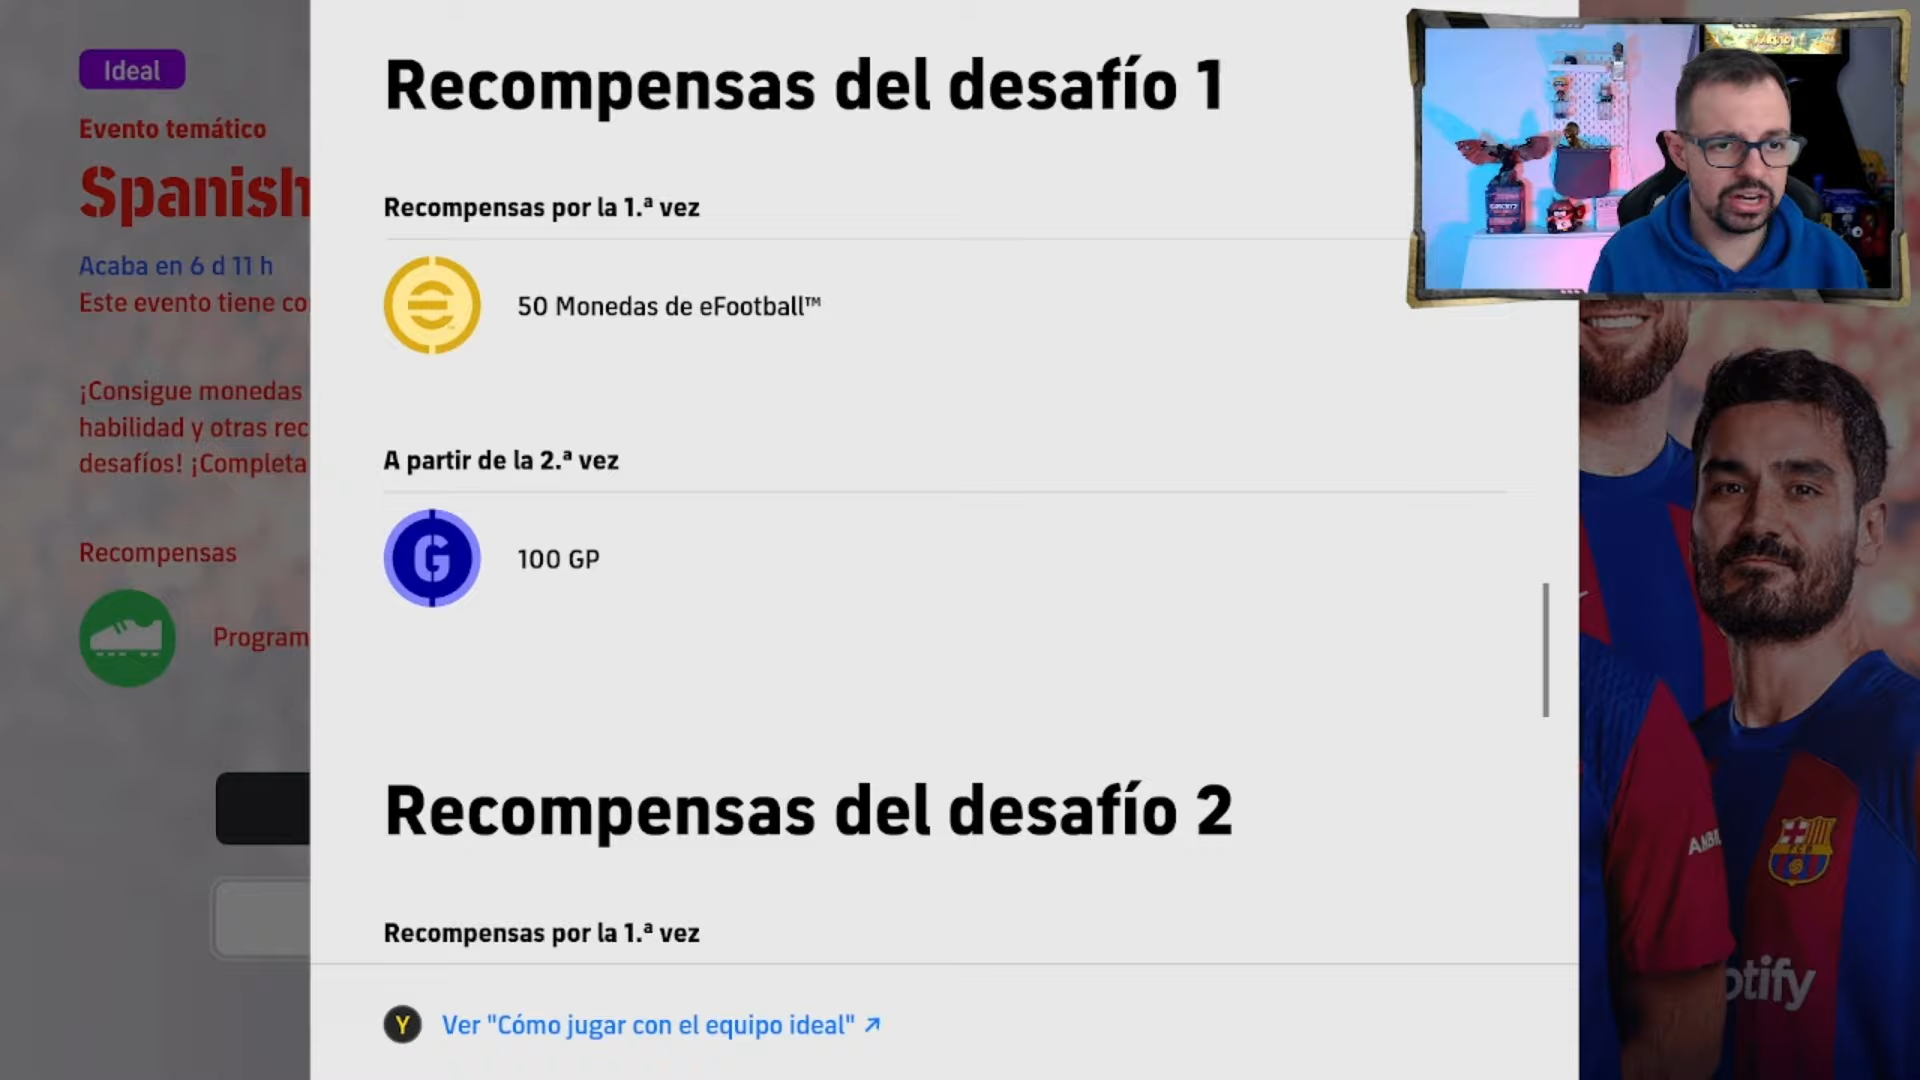 Ideal
Evento temático
Spanish
Acaba en 6 d 11 h
Este evento tiene co
¡Consigue monedas
habilidad y otras rec
desafíos! ¡Completa
Recompensas
Program
Recompensas del desafío 1
Recompensas por la 1.ª vez
50 Monedas de eFootball™
A partir de la 2.ª vez
G
100 GP
Recompensas del desafío 2
Recompensas por la 1.ª vez
Y Ver "Cómo jugar con el equipo ideal" ↗
FCB
otify